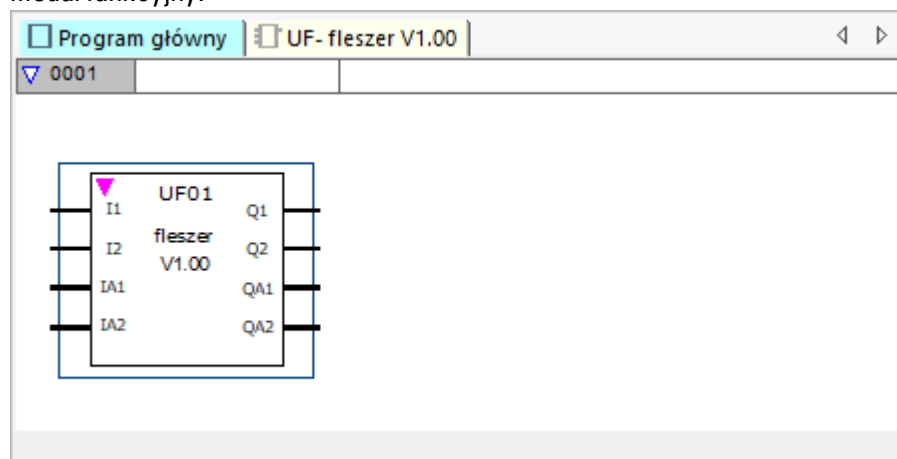 Program główny UF- fleszer V1.00
0001
UF01
I1 Q1
fleszer
I2 Q2
V1.00
IA1 QA1
IA2 QA2